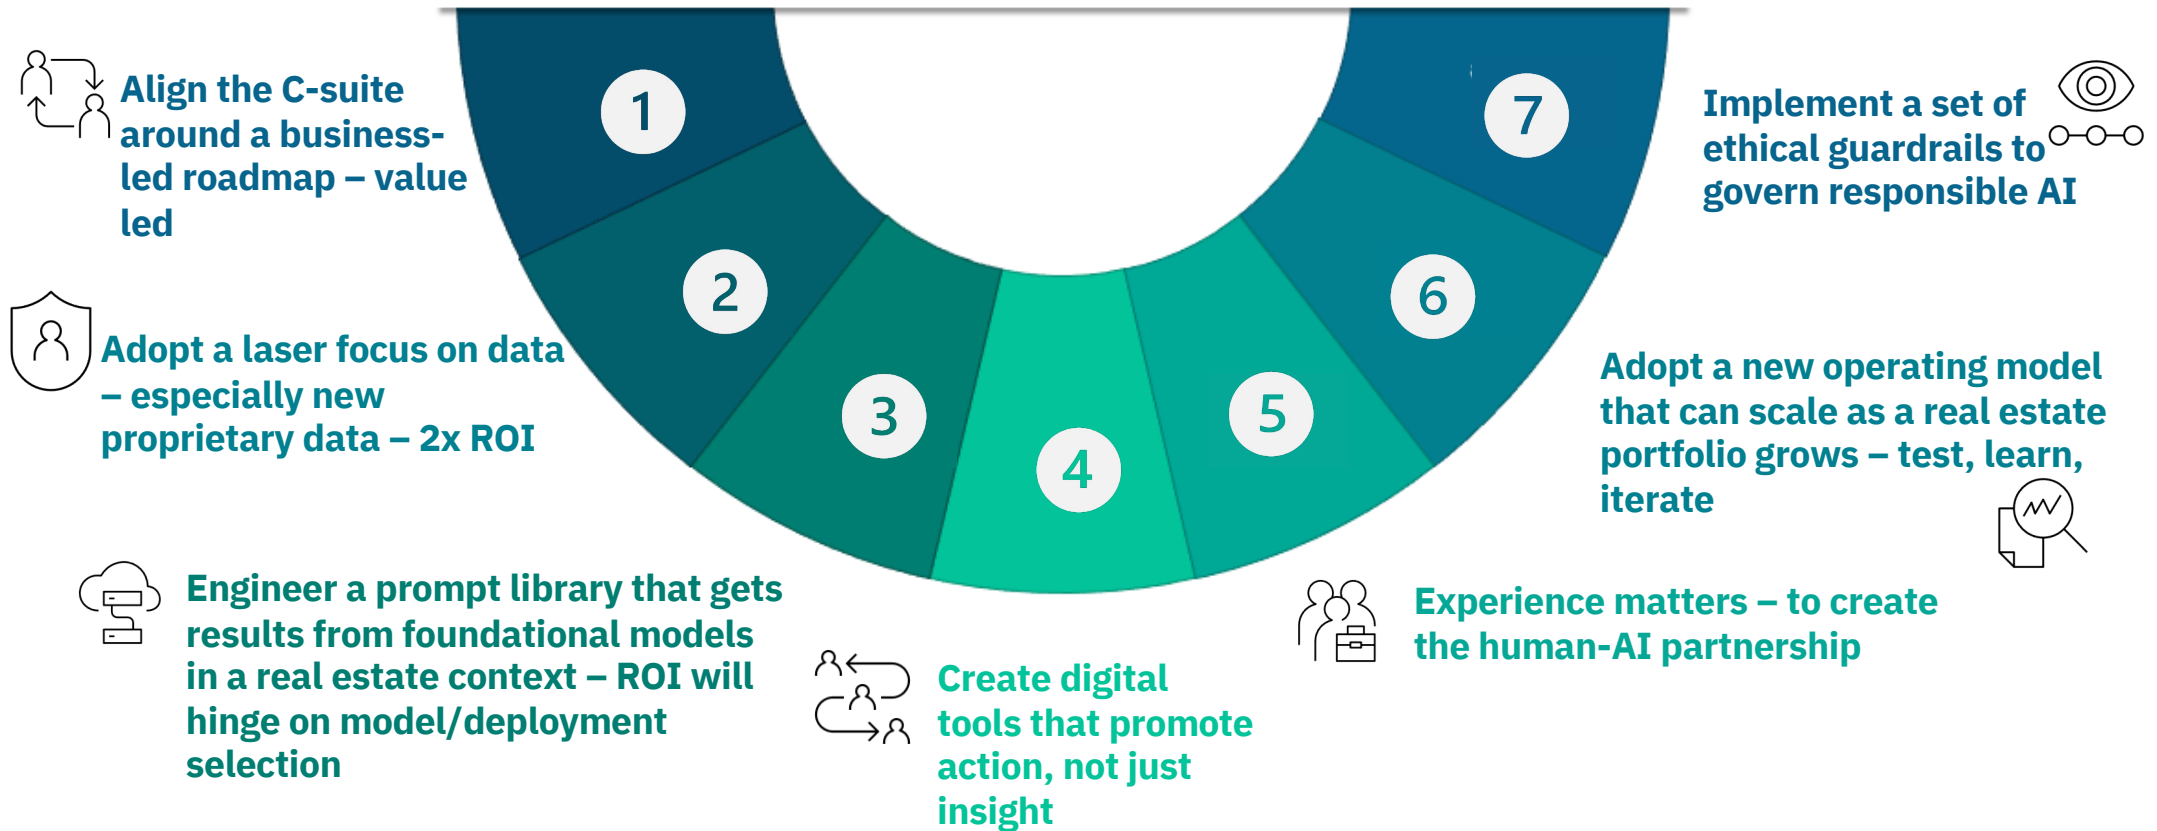 1
Align the C-suite
around a business-
led roadmap – value
led
2
Adopt a laser focus on data
– especially new
proprietary data – 2x ROI
3
Engineer a prompt library that gets
results from foundational models
in a real estate context – ROI will
hinge on model/deployment
selection
4
Create digital
tools that promote
action, not just
insight
5
Experience matters – to create
the human-AI partnership
6
Adopt a new operating model
that can scale as a real estate
portfolio grows – test, learn,
iterate
7
Implement a set of
ethical guardrails to
govern responsible AI